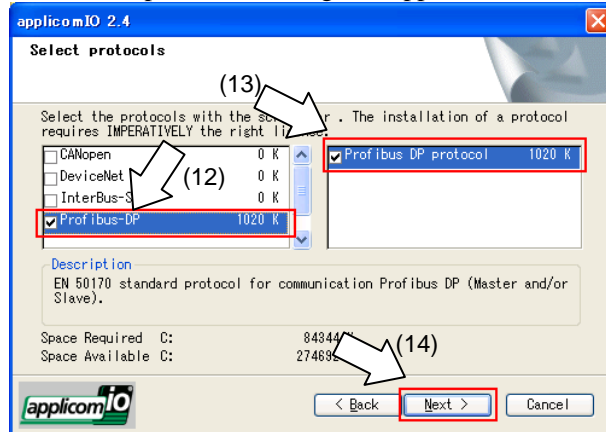 applicomIO 2.4
Select protocols
(13)
Select the protocols with the . The installation of a protocol
requires IMPERATIVELY the right
CANopen 0 K
DeviceNet 0 K
InterBus-S 0 K
Profibus-DP 1020 K
Profibus DP protocol 1020 K
(12)
Description
EN 50170 standard protocol for communication Profibus DP (Master and/or
Slave).
Space Required C:
Space Available C:
(14)
applicom IO
< Back
Next >
Cancel